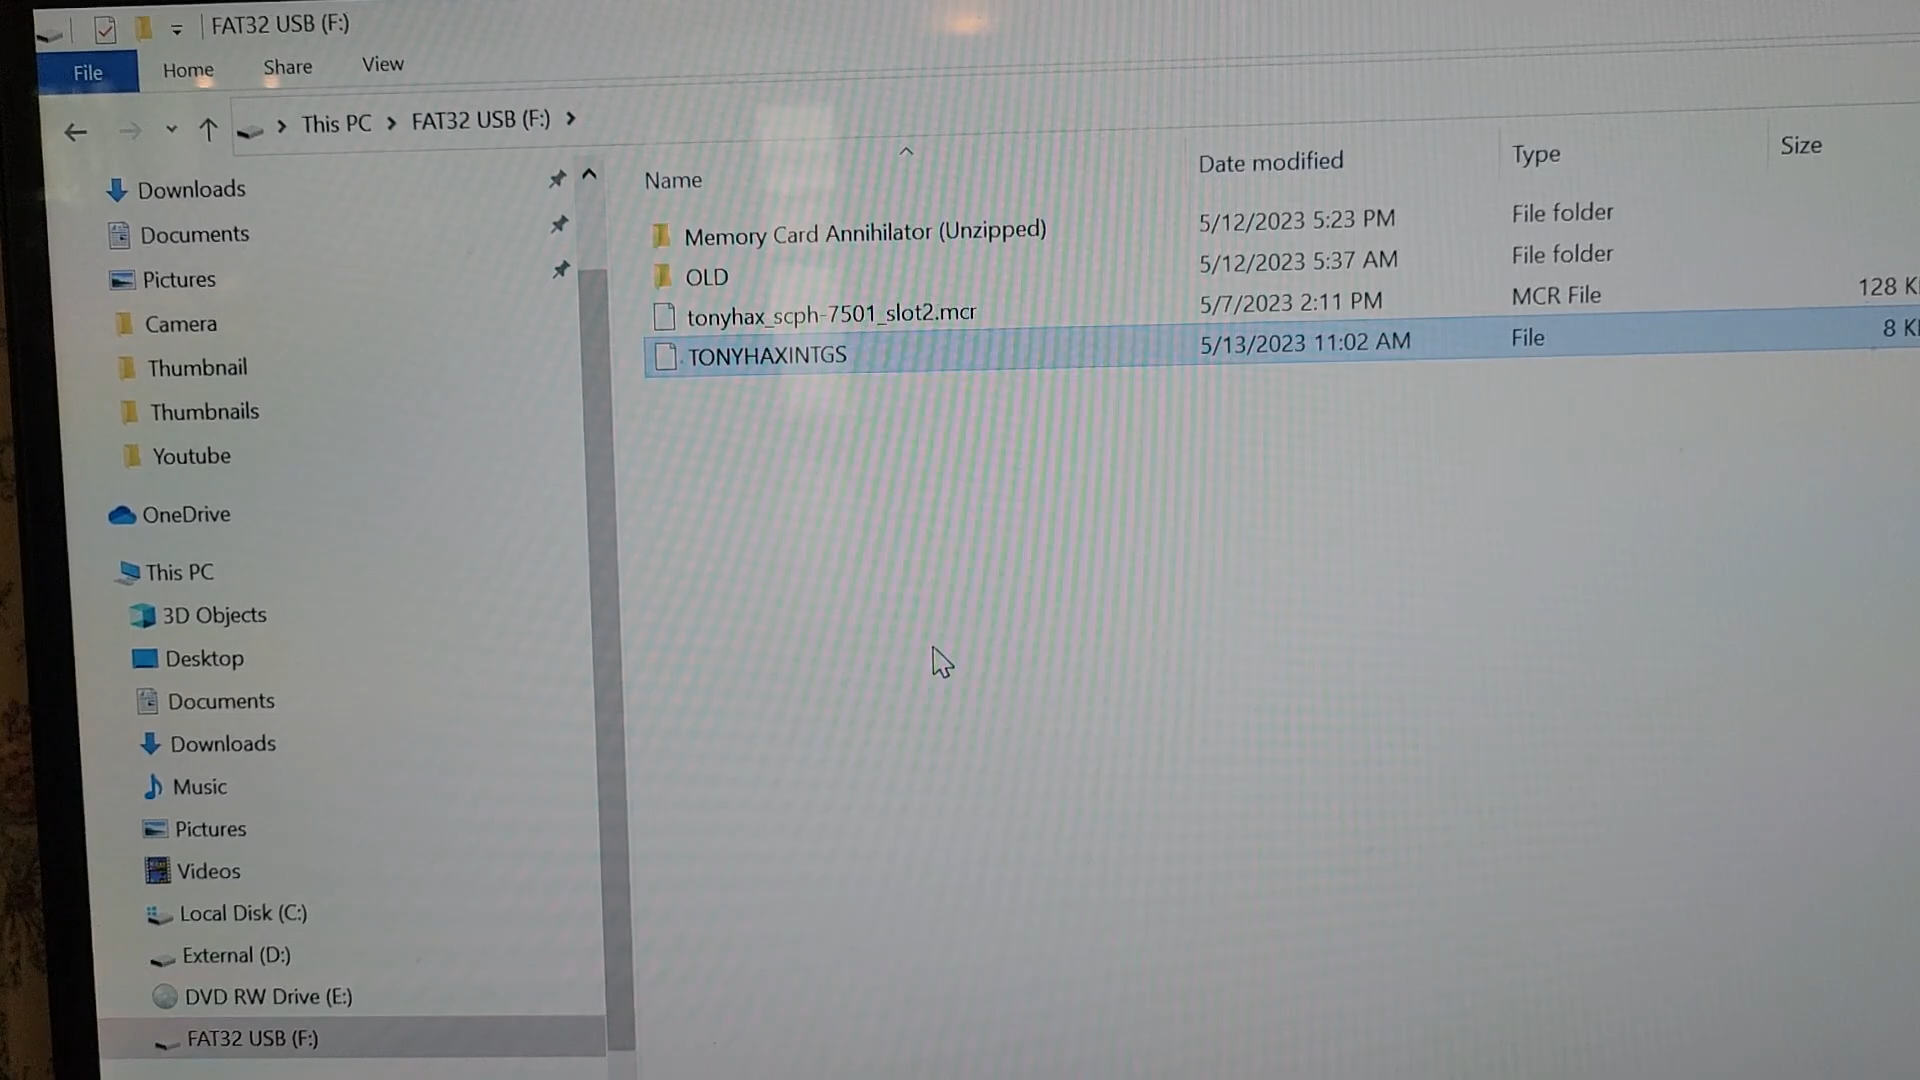 FAT32 USB (F:)
File Home Share View
This PC FAT32 USB (F:)
Name Date modified Type Size
Memory Card Annihilator (Unzipped) 5/12/2023 5:23 PM File folder
OLD 5/12/2023 5:37 AM File folder
tonyhax_scph-7501_slot2.mcr 5/7/2023 2:11 PM MCR File 128 K
TONYHAXINTGS 5/13/2023 11:02 AM File 8 K
Downloads
Documents
Pictures
Camera
Thumbnail
Thumbnails
Youtube
OneDrive
This PC
3D Objects
Desktop
Documents
Downloads
Music
Pictures
Videos
Local Disk (C:)
External (D:)
DVD RW Drive (E:)
FAT32 USB (F:)